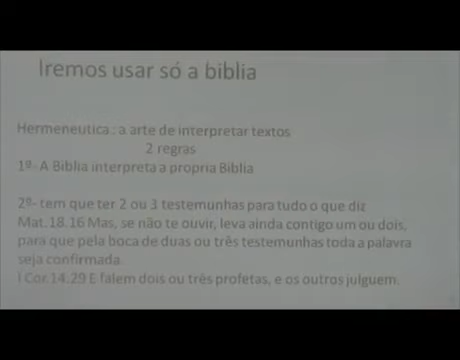 Iremos usar só a biblia
Hermeneutica : a arte de interpretar textos
2 regras
1º- A Biblia interpreta a propria Biblia
2º- tem que ter 2 ou 3 testemunhas para tudo o que diz
Mat.18.16 Mas, se não te ouvir, leva ainda contigo um ou dois,
para que pela boca de duas ou três testemunhas toda a palavra
seja confirmada.
I Cor.14.29 E falem dois ou três profetas, e os outros julguem.